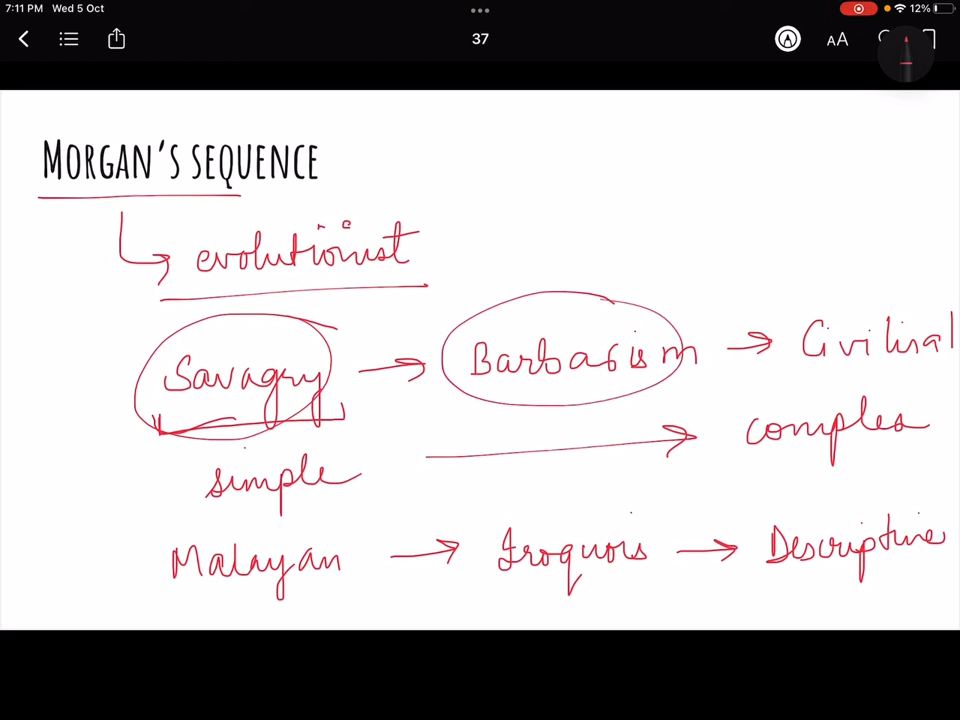 7:11 PM Wed 5 Oct 12%
37 AA
MORGAN'S SEQUENCE
evolutionist
Savagry → Barbarism → Civilisat
simple → complex
Malayan → Iroquois → Descriptive